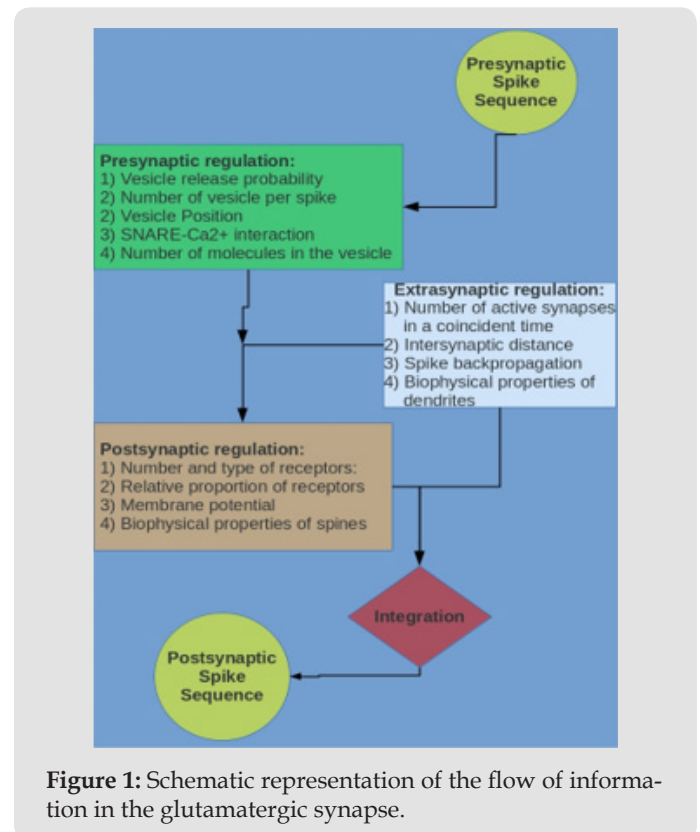 Presynaptic
Spike
Sequence
Presynaptic regulation:
1) Vesicle release probability
2) Number of vesicle per spike
2) Vesicle Position
3) SNARE-Ca2+ interaction
4) Number of molecules in the vesicle
Extrasynaptic regulation:
1) Number of active synapses
in a coincident time
2) Intersynaptic distance
3) Spike backpropagation
4) Biophysical properties of
dendrites
Postsynaptic regulation:
1) Number and type of receptors:
2) Relative proportion of receptors
3) Membrane potential
4) Biophysical properties of spines
Integration
Postsynaptic
Spike
Sequence
Figure 1: Schematic representation of the flow of informa-
tion in the glutamatergic synapse.